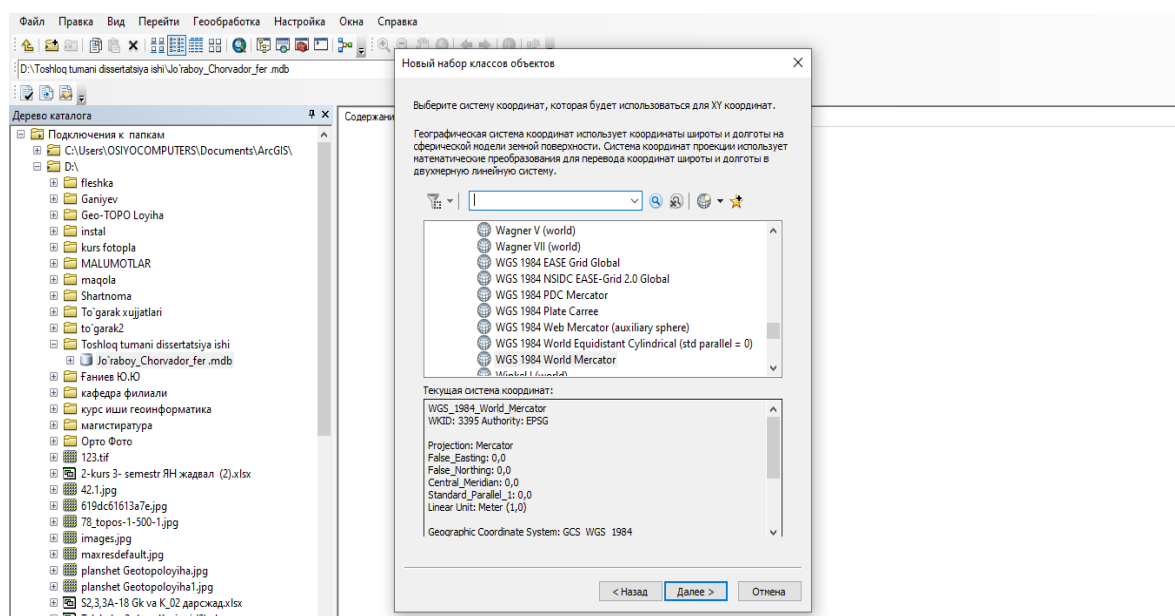 Файл Правка Вид Перейти Геообработка Настройка Окна Справка
D:\Toshloq tumani dissertatsiya ishi\Jo`raboy_Chorvador_fer .mdb
Дерево каталога
Подключения к папкам
C:\Users\OSIYOCOMPUTERS\Documents\ArcGIS\
D:\
fleshka
Ganiyev
Geo-TOPO Loyiha
instal
kurs fotopla
MALUMOTLAR
maqola
Shartnoma
To`garak xujjatlari
to`garak2
Toshloq tumani dissertatsiya ishi
Jo`raboy_Chorvador_fer .mdb
Ғаниев Ю.Ю
кафедра филиали
курс иши геоинформатика
магистиратура
Орто Фото
123.tif
2-kurs 3- semestr ЯН жадвал (2).xlsx
42.1.jpg
619dc61613a7e.jpg
78_topos-1-500-1.jpg
images.jpg
maxresdefault.jpg
planshet Geotopoloyiha.jpg
planshet Geotopoloyiha1.jpg
S2,3,3A-18 Gk va K_02 дарсжад.xlsx
Содержани
Новый набор классов объектов
Выберите систему координат, которая будет использоваться для XY координат.
Географическая система координат использует координаты широты и долготы на
сферической модели земной поверхности. Система координат проекции использует
математические преобразования для перевода координат широты и долготы в
двухмерную линейную систему.
Wagner V (world)
Wagner VII (world)
WGS 1984 EASE Grid Global
WGS 1984 NSIDC EASE-Grid 2.0 Global
WGS 1984 PDC Mercator
WGS 1984 Plate Carree
WGS 1984 Web Mercator (auxiliary sphere)
WGS 1984 World Equidistant Cylindrical (std parallel = 0)
WGS 1984 World Mercator
Winkel I (world)
Текущая система координат:
WGS_1984_World_Mercator
WKID: 3395 Authority: EPSG
Projection: Mercator
False_Easting: 0,0
False_Northing: 0,0
Central_Meridian: 0,0
Standard_Parallel_1: 0,0
Linear Unit: Meter (1,0)
Geographic Coordinate System: GCS_WGS_1984
< Назад Далее > Отмена